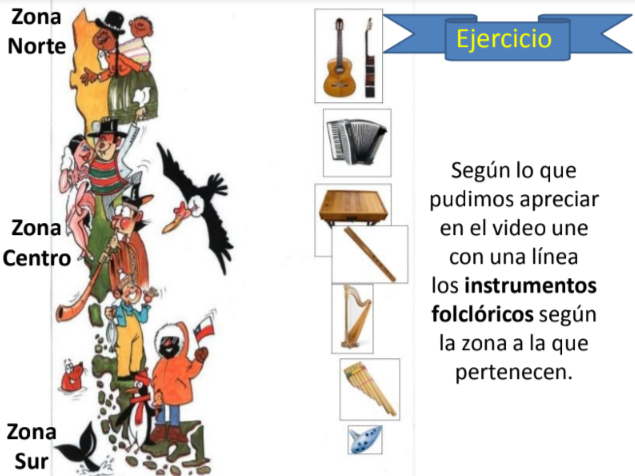 Zona
Norte
Ejercicio
Según lo que
pudimos apreciar
en el video une
con una línea
los instrumentos
folclóricos según
la zona a la que
pertenecen.
Zona
Centro
Zona
Sur